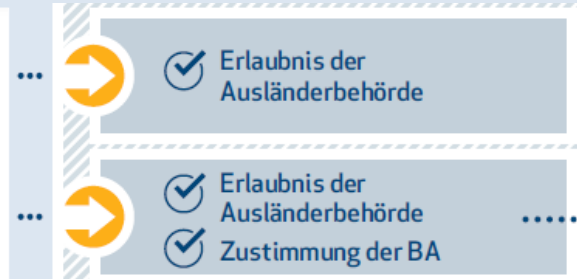 Erlaubnis der
Ausländerbehörde
Erlaubnis der
Ausländerbehörde
Zustimmung der BA